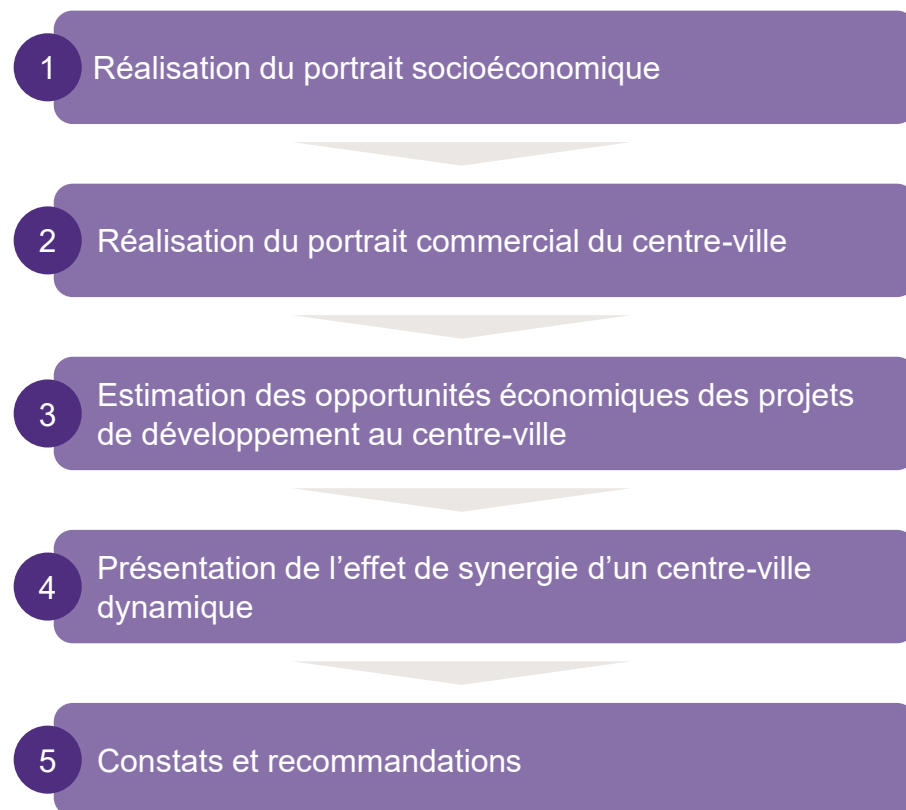 1 Réalisation du portrait socioéconomique
2 Réalisation du portrait commercial du centre-ville
3 Estimation des opportunités économiques des projets
de développement au centre-ville
4 Présentation de l’effet de synergie d’un centre-ville
dynamique
5 Constats et recommandations